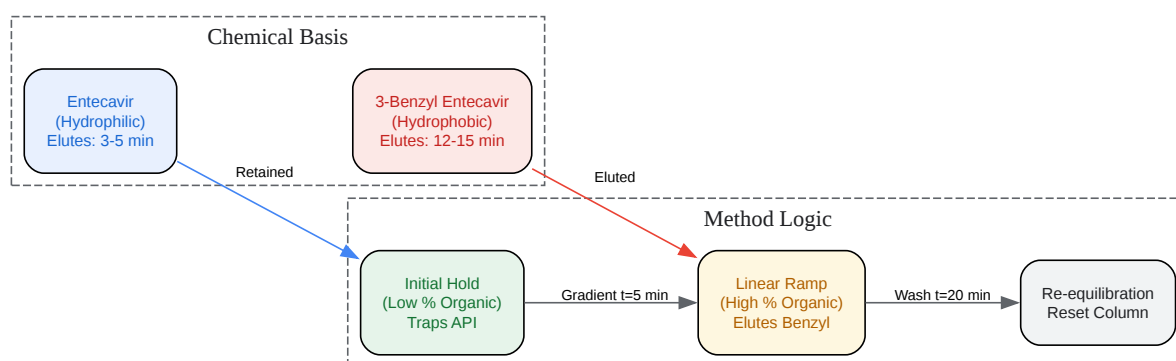 Chemical Basis
Entecavir
(Hydrophilic)
Elutes: 3-5 min
3-Benzyl Entecavir
(Hydrophobic)
Elutes: 12-15 min
Retained
Eluted
Method Logic
Initial Hold
(Low % Organic)
Traps API
Gradient t=5 min
Linear Ramp
(High % Organic)
Elutes Benzyl
Wash t=20 min
Re-equilibration
Reset Column